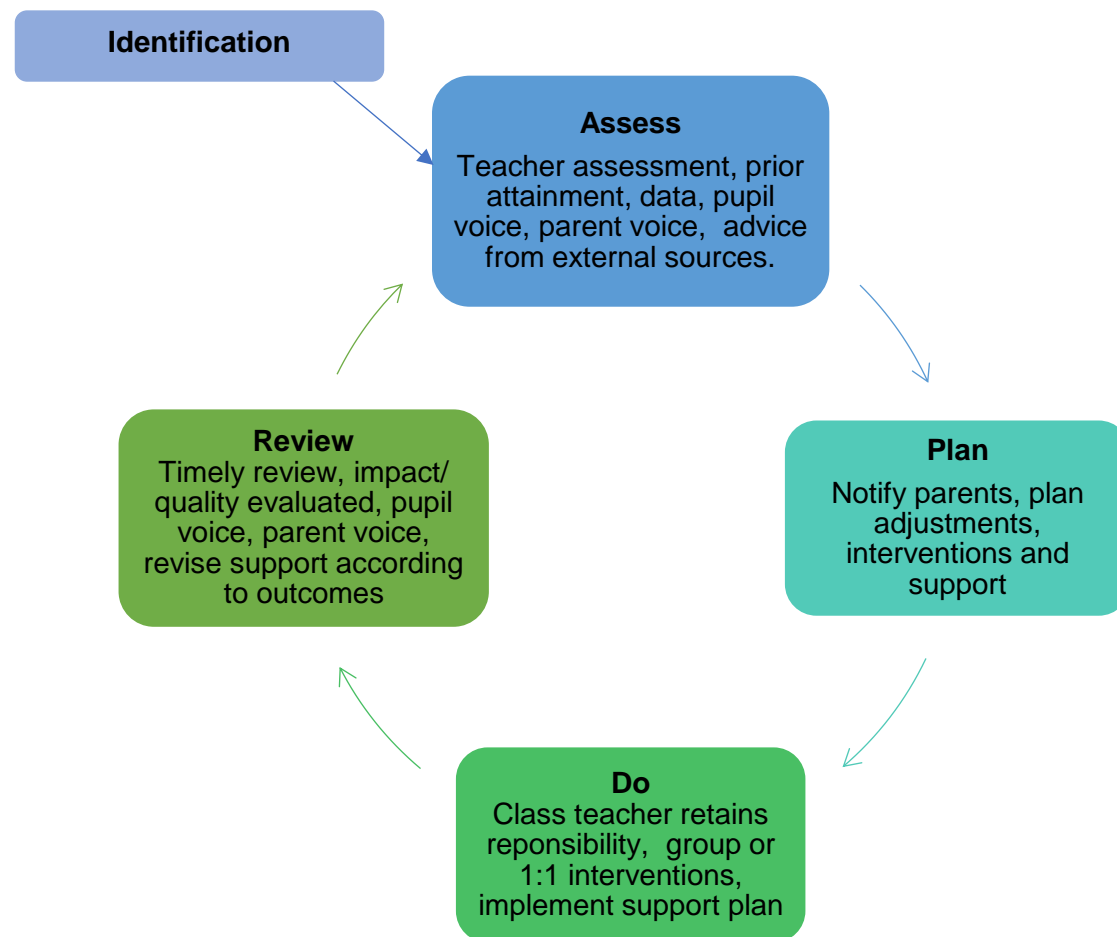 Identification
Assess
Teacher assessment, prior
attainment, data, pupil
voice, parent voice,  advice
from external sources.
Plan
Notify parents, plan
adjustments,
interventions and
support
Do
Class teacher retains
reponsibility,  group or
1:1 interventions,
implement support plan
Review
Timely review, impact/
quality evaluated, pupil
voice, parent voice,
revise support according
to outcomes